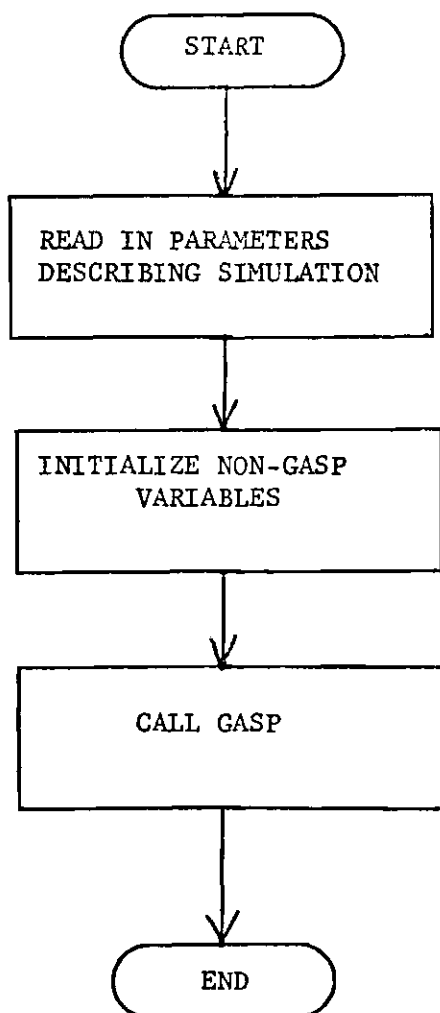 START
READ IN PARAMETERS
DESCRIBING SIMULATION
INITIALIZE NON-GASP
VARIABLES
CALL GASP
END